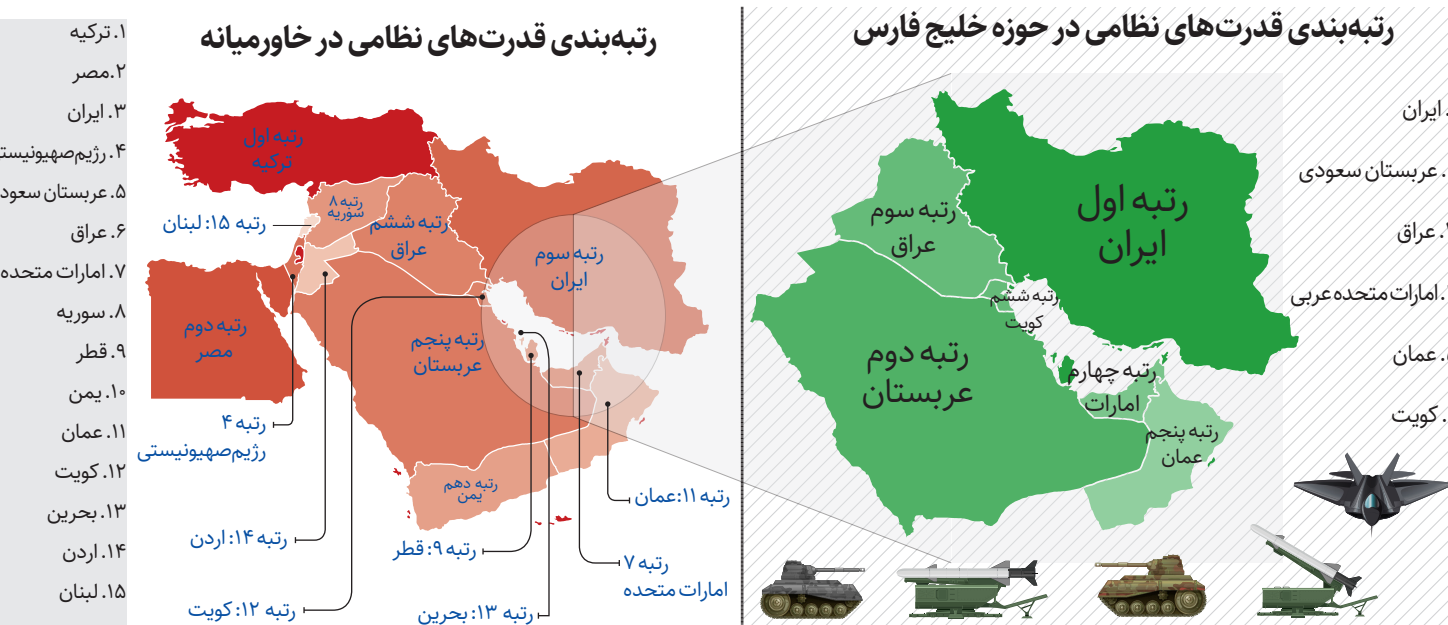 رتبه‌بندی قدرت‌های نظامی در حوزه خلیج فارس
ایران
. عربستان سعودی
. عراق
. امارات متحده عربی
. عمان
. کویت
رتبه اول
ایران
رتبه سوم
عراق
رتبه ششم
کویت
رتبه دوم
عربستان
رتبه چهارم
امارات
رتبه پنجم
عمان
رتبه‌بندی قدرت‌های نظامی در خاورمیانه
رتبه اول
ترکیه
رتبه ۸
سوریه
رتبه ششم
عراق
رتبه ۱۵: لبنان
رتبه سوم
ایران
رتبه دوم
مصر
رتبه پنجم
عربستان
رتبه ۴
رژیم‌صهیونیستی
رتبه دهم
یمن
رتبه ۱۱:عمان
رتبه ۱۴: اردن
رتبه ۹: قطر
رتبه ۷
امارات متحده
رتبه ۱۲: کویت
رتبه ۱۳: بحرین
۱. ترکیه
۲.مصر
۳. ایران
۴. رژیم‌صهیونیست
۵. عربستان سعود
۶. عراق
۷. امارات متحده
۸. سوریه
۹. قطر
۱۰. یمن
۱۱. عمان
۱۲. کویت
۱۳. بحرین
۱۴. اردن
۱۵. لبنان